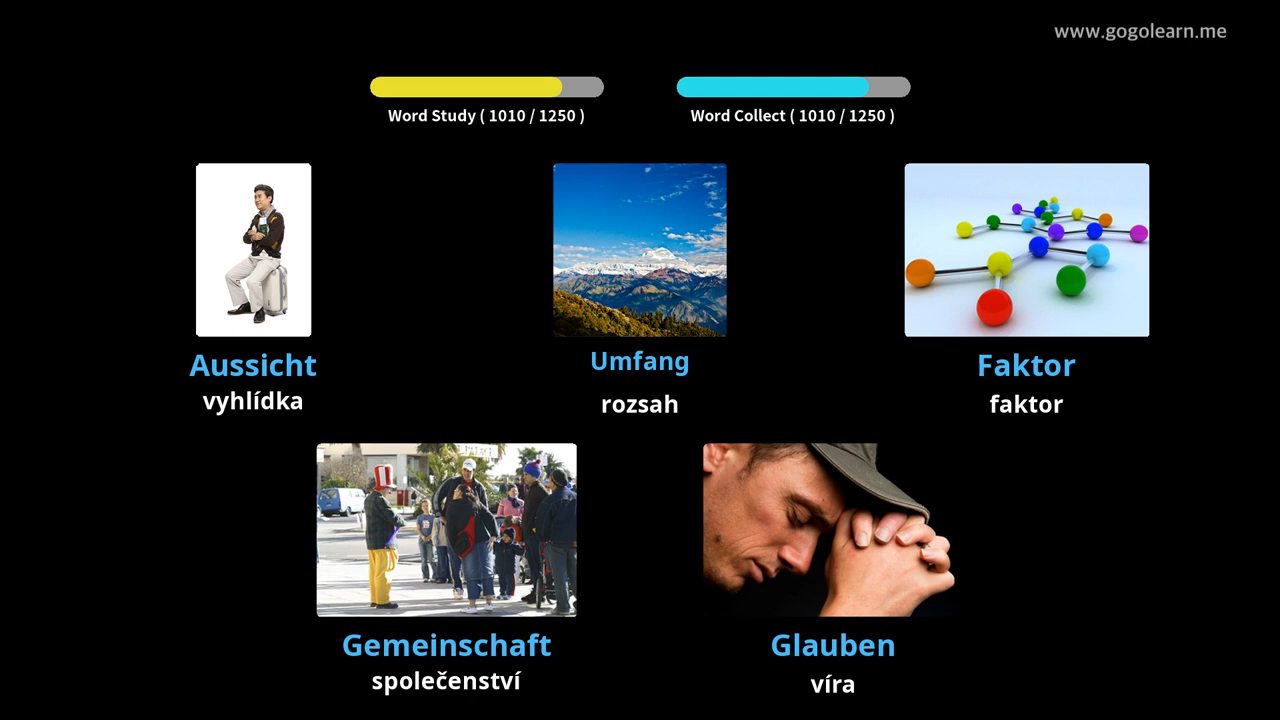 www.gogolearn.me
Word Study ( 1010 / 1250 )
Word Collect ( 1010 / 1250 )
Aussicht
vyhlídka
Umfang
rozsah
Faktor
faktor
Gemeinschaft
společenství
Glauben
víra